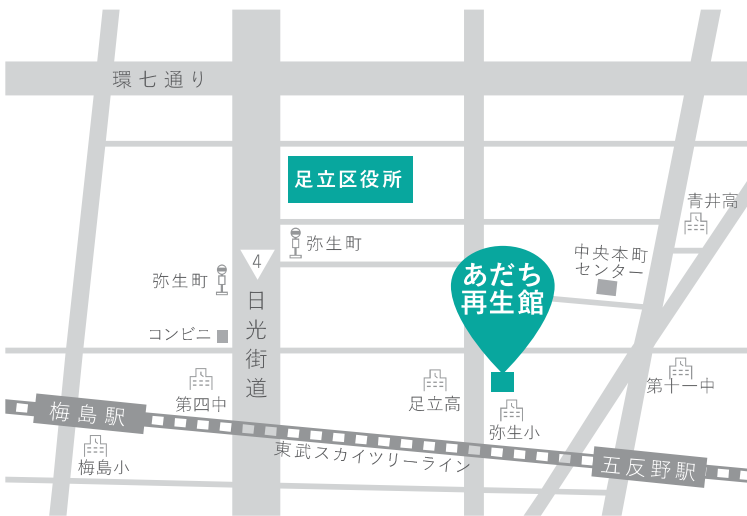 環七通り
足立区役所
青井高
弥生町
中央本町
センター
4
弥生町
あだち
再生館
日光街道
コンビニ
第四中
足立高
第十一中
梅島駅
弥生小
東武スカイツリーライン
梅島小
五反野駅